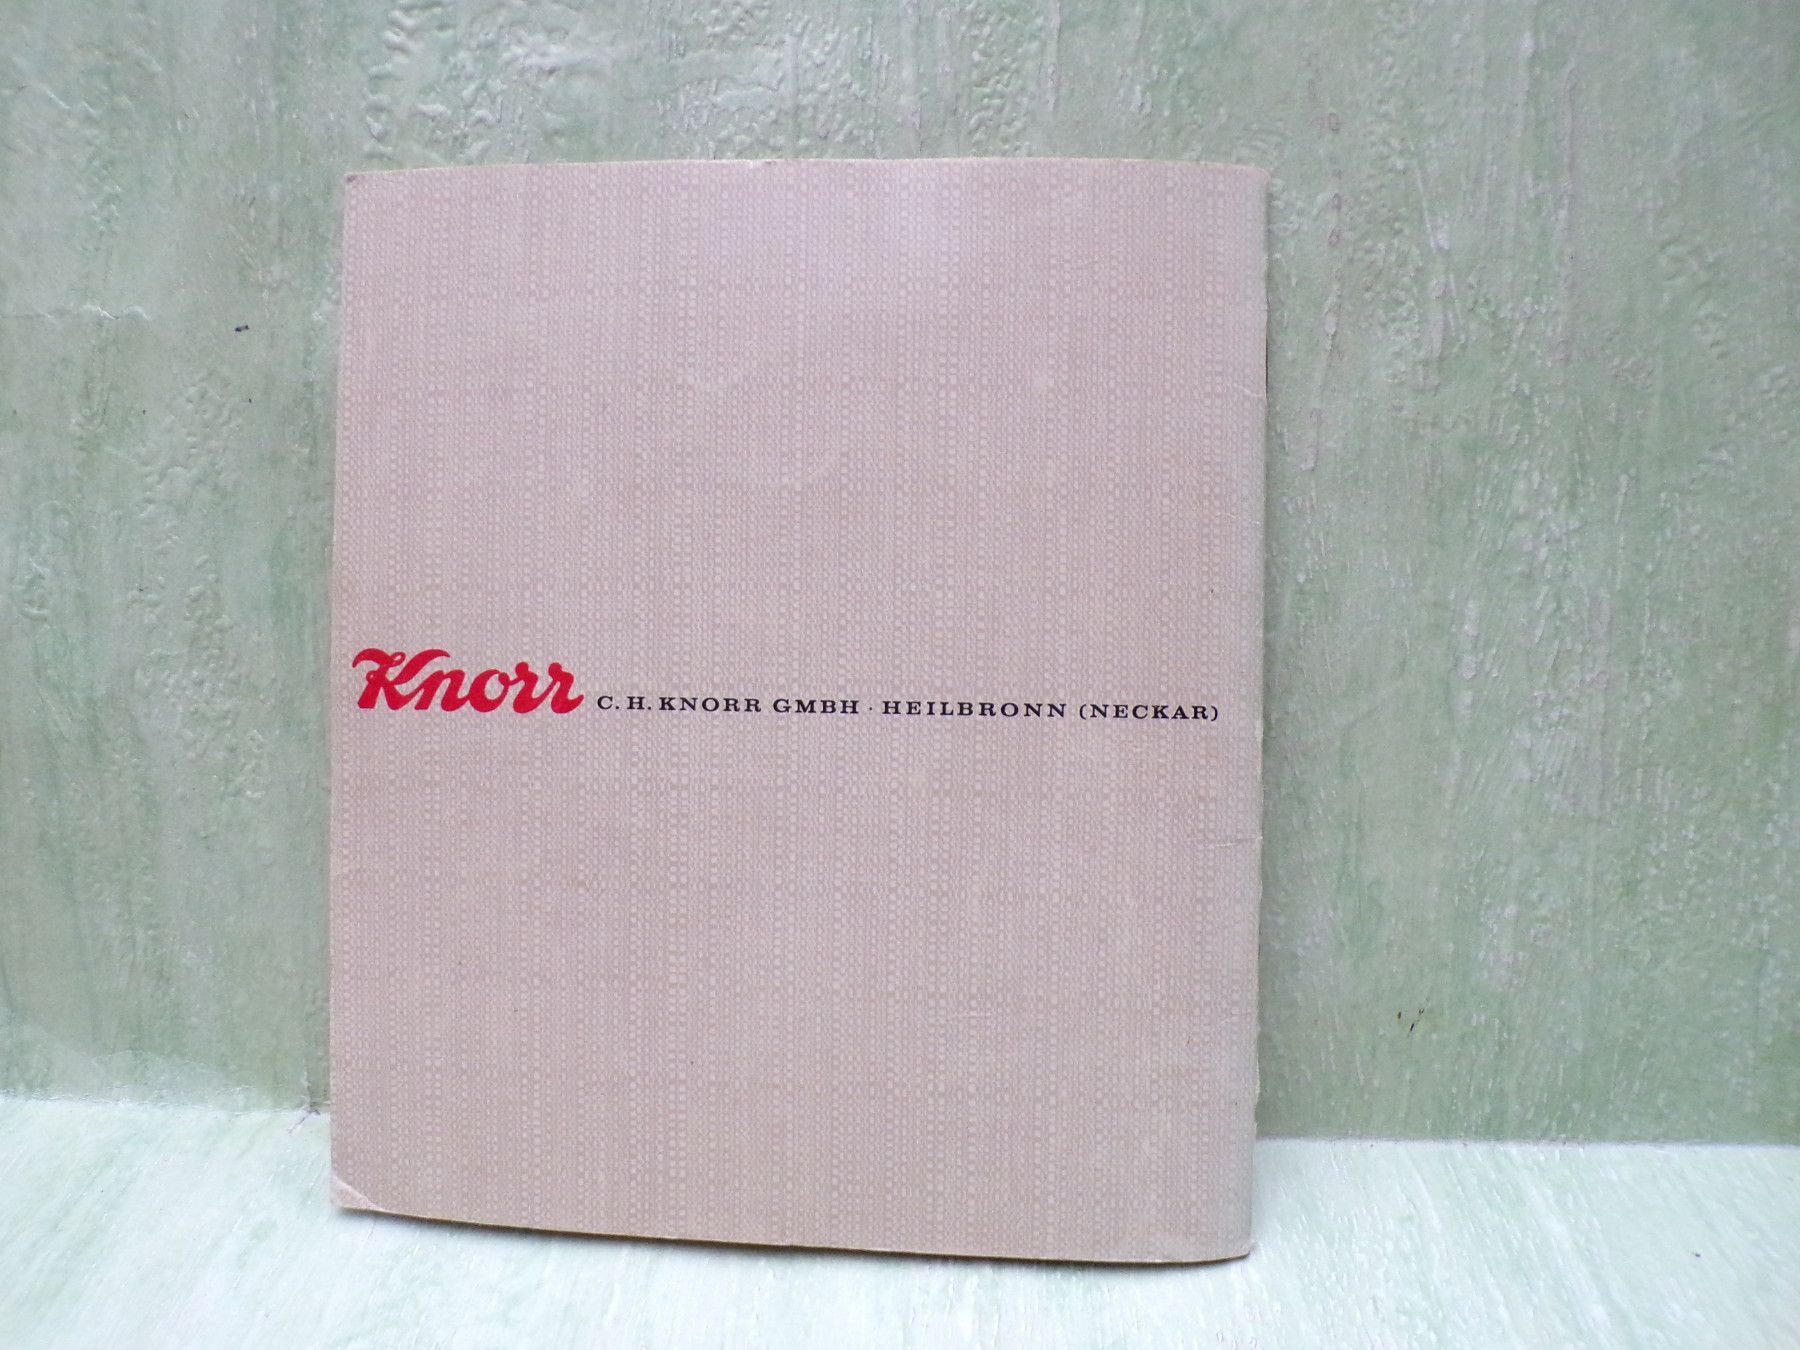 Knorr C. H. KNORR GMBH · HEILBRONN (NECKAR)